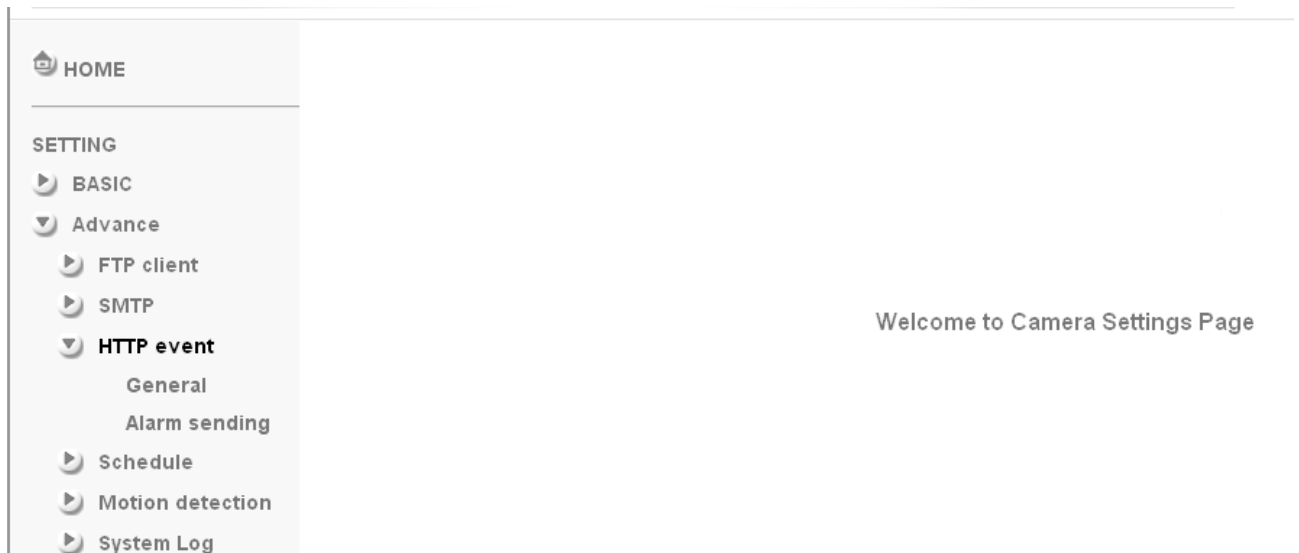 HOME
SETTING
BASIC
Advance
FTP client
SMTP
HTTP event
General
Alarm sending
Schedule
Motion detection
System Log
Welcome to Camera Settings Page